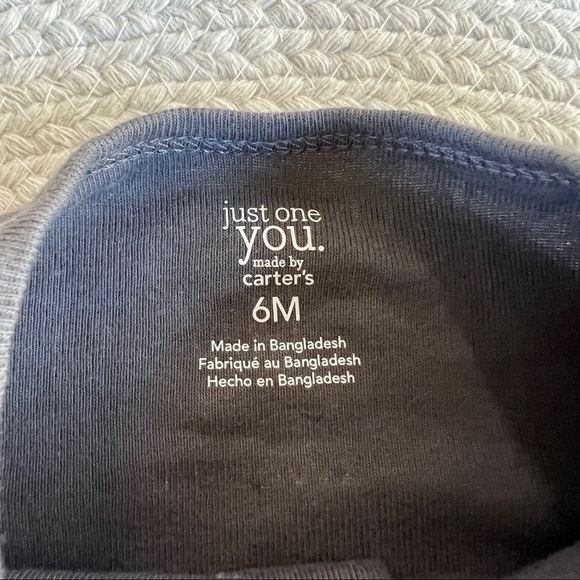 just one
you.
made by
carter's
6M
Made in Bangladesh
Fabriqué au Bangladesh
Hecho en Bangladesh